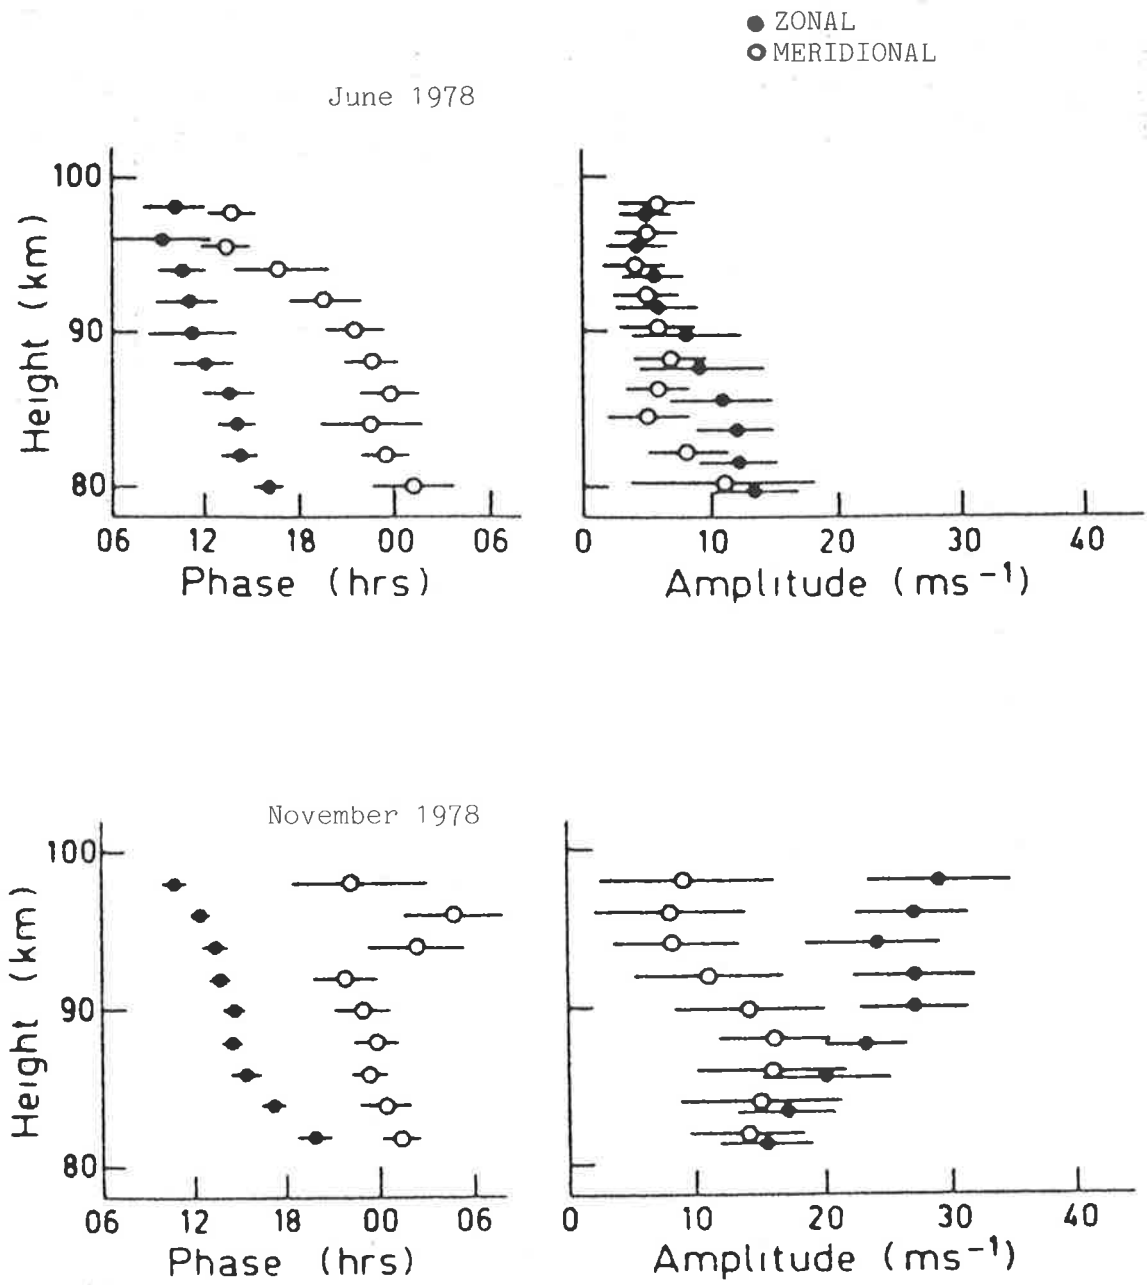 ● ZONAL
○ MERIDIONAL
June 1978
100
90
80
Height (km)
06 12 18 00 06
Phase (hrs)
0 10 20 30 40
Amplitude (ms⁻¹)
November 1978
100
90
80
Height (km)
06 12 18 00 06
Phase (hrs)
0 10 20 30 40
Amplitude (ms⁻¹)